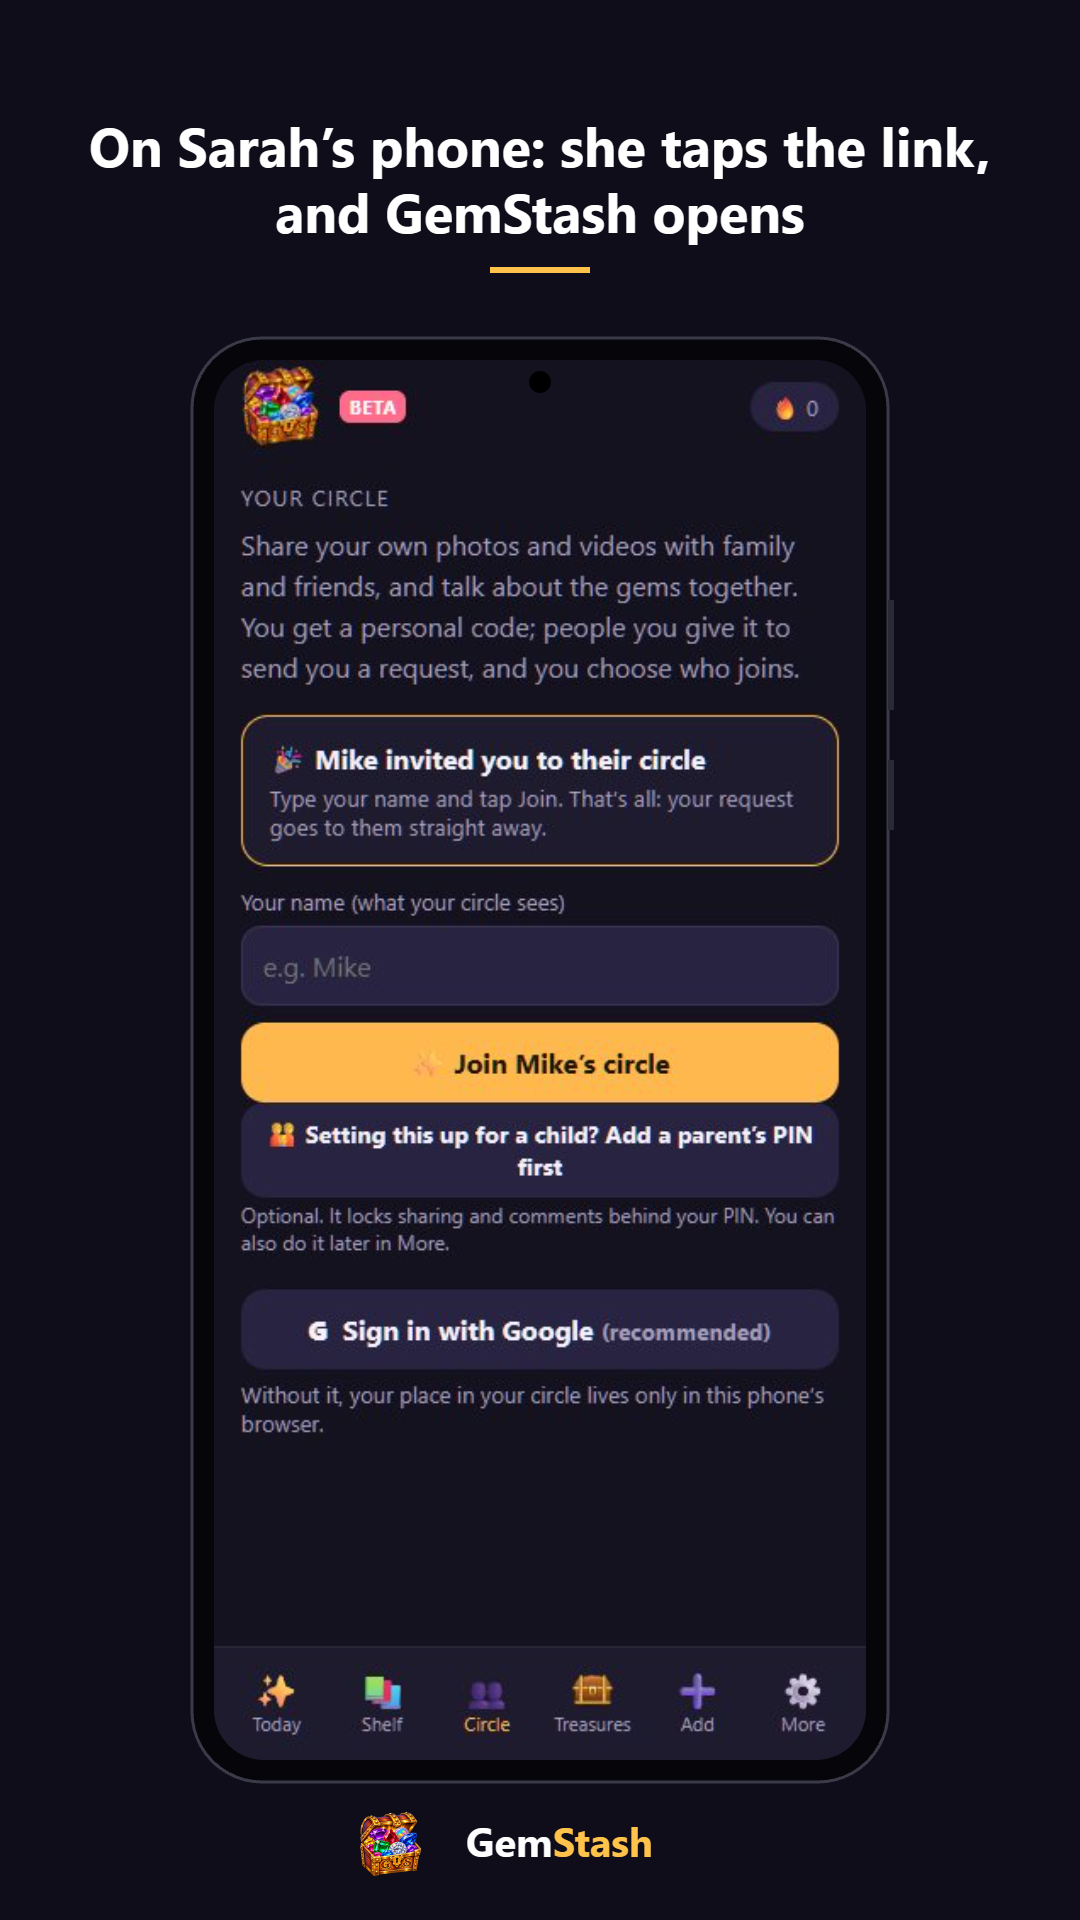 On Sarah’s phone: she taps the link,
and GemStash opens
BETA
0
YOUR CIRCLE
Share your own photos and videos with family
and friends, and talk about the gems together.
You get a personal code; people you give it to
send you a request, and you choose who joins.
Mike invited you to their circle
Type your name and tap Join. That's all: your request
goes to them straight away.
Your name (what your circle sees)
e.g. Mike
Join Mike’s circle
Setting this up for a child? Add a parent’s PIN
first
Optional. It locks sharing and comments behind your PIN. You can
also do it later in More.
G Sign in with Google (recommended)
Without it, your place in your circle lives only in this phone’s
browser.
Today Shelf Circle Treasures Add More
GemStash